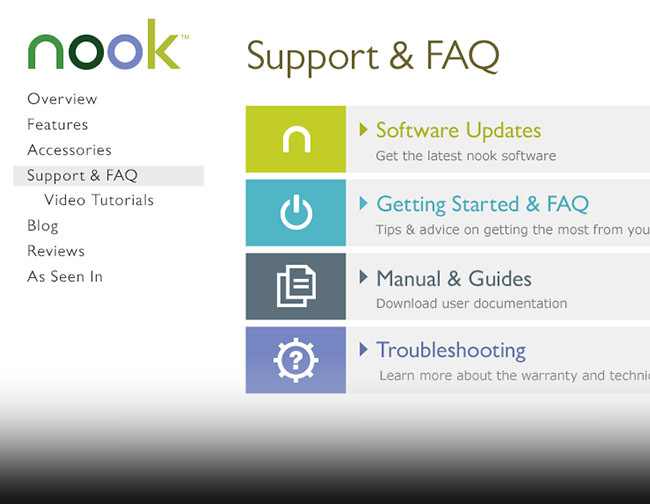 nook™
Overview
Features
Accessories
Support & FAQ
Video Tutorials
Blog
Reviews
As Seen In
Support & FAQ
n
Software Updates
Get the latest nook software
Getting Started & FAQ
Tips & advice on getting the most from you
Manual & Guides
Download user documentation
?
Troubleshooting
Learn more about the warranty and techni